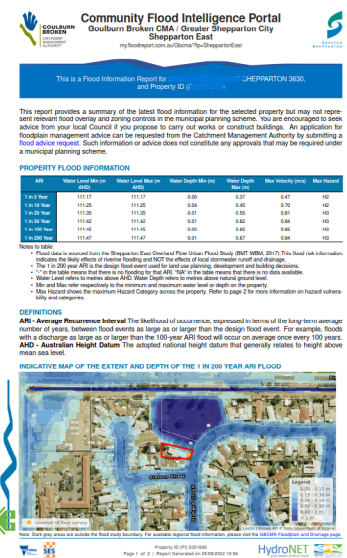 GOULBURN
BROKEN
CATCHMENT
MANAGEMENT
AUTHORITY
Community Flood Intelligence Portal
Goulburn Broken CMA / Greater Shepparton City
Shepparton East
my.floodreport.com.au/Gbcma/?fp=SheppartonEast
GREATER
SHEPPARTON
This is a Flood Information Report for SHEPPARTON 3630,
and Property ID
This report provides a summary of the latest flood information for the selected property but may not repre-
sent relevant flood overlay and zoning controls in the municipal planning scheme. You are encouraged to seek
advice from your local Council if you propose to carry out works or construct buildings. An application for
floodplain management advice can be requested from the Catchment Management Authority by submitting a
flood advice request. Such information or advice does not constitute any approvals that may be required under
a municipal planning scheme.
PROPERTY FLOOD INFORMATION
ARI Water Level Min (m AHD) Water Level Max (m AHD) Water Depth Min (m) Water Depth Max (m) Max Velocity (m/s) Max Hazard
1 in 5 Year 111.17 111.17 0.00 0.37 0.47 H2
1 in 10 Year 111.25 111.25 0.04 0.45 0.70 H2
1 in 20 Year 111.35 111.35 0.01 0.55 0.81 H3
1 in 50 Year 111.42 111.42 0.01 0.62 0.84 H3
1 in 100 Year 111.45 111.45 0.00 0.66 0.86 H3
1 in 200 Year 111.47 111.47 0.01 0.67 0.84 H3
Notes to table:
• Flood data is sourced from the Shepparton East Overland Flow Urban Flood Study (BMT WBM, 2017). This flood risk information
indicates the likely effects of riverine flooding and NOT the effects of local stormwater runoff and drainage.
• The 1 in 200 year ARI is the design flood event used for land use planning, development and building decisions.
• "-" in the table means that there is no flooding for that ARI. "NA" in the table means that there is no data available.
• Water Level refers to metres above AHD. Water Depth refers to metres above natural ground level.
• Min and Max refer respectively to the minimum and maximum water level or depth on the property.
• Max Hazard shows the maximum Hazard Category across the property. Refer to page 2 for more information on hazard vulnera-
bility and categories.
DEFINITIONS
ARI - Average Recurrence Interval The likelihood of occurrence, expressed in terms of the long-term average
number of years, between flood events as large as or larger than the design flood event. For example, floods
with a discharge as large as or larger than the 100-year ARI flood will occur on average once every 100 years.
AHD - Australian Height Datum The adopted national height datum that generally relates to height above
mean sea level.
INDICATIVE MAP OF THE EXTENT AND DEPTH OF THE 1 IN 200 YEAR ARI FLOOD
Legend
Location of floor survey
Note: Dark grey areas are outside the flood study boundary. For available regional flood information, please visit the GBCMA Floodplain and Drainage page
VICTORIA
SES
Property ID (PI)
Page 1 of 2 | Report Generated on
HydroNET